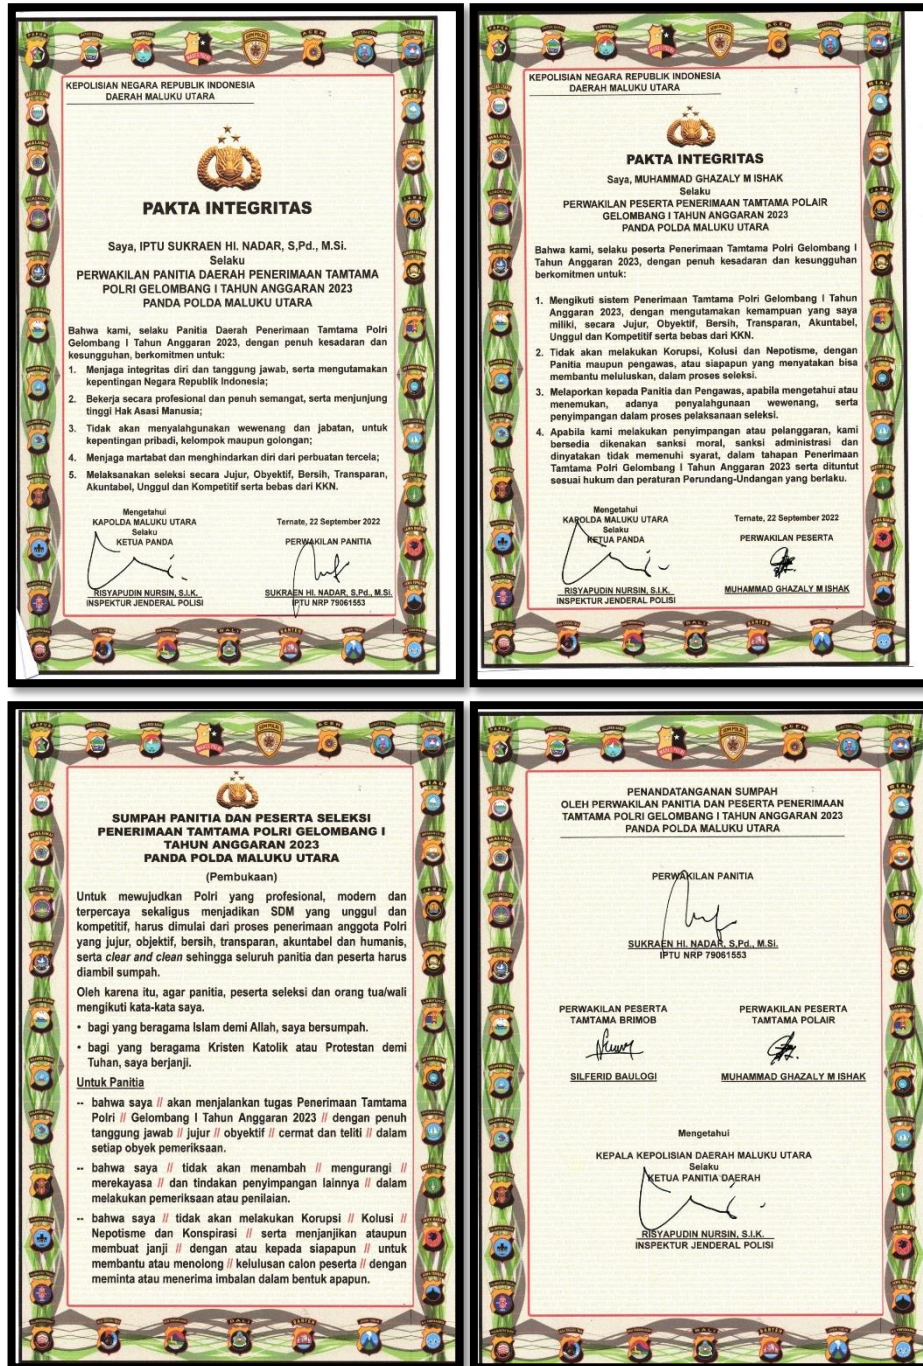 KEPOLISIAN NEGARA REPUBLIK INDONESIA
DAERAH MALUKU UTARA
PAKTA INTEGRITAS
Saya, IPTU SUKRAEN HI. NADAR, S,Pd., M.Si.
Selaku
PERWAKILAN PANITIA DAERAH PENERIMAAN TAMTAMA
POLRI GELOMBANG I TAHUN ANGGARAN 2023
PANDA POLDA MALUKU UTARA
Bahwa kami, selaku Panitia Daerah Penerimaan Tamtama Polri
Gelombang I Tahun Anggaran 2023, dengan penuh kesadaran dan
kesungguhan, berkomitmen untuk:
1. Menjaga integritas diri dan tanggung jawab, serta mengutamakan
kepentingan Negara Republik Indonesia;
2. Bekerja secara profesional dan penuh semangat, serta menjunjung
tinggi Hak Asasi Manusia;
3. Tidak akan menyalahgunakan wewenang dan jabatan, untuk
kepentingan pribadi, kelompok maupun golongan;
4. Menjaga martabat dan menghindarkan diri dari perbuatan tercela;
5. Melaksanakan seleksi secara Jujur, Obyektif, Bersih, Transparan,
Akuntabel, Unggul dan Kompetitif serta bebas dari KKN.
Mengetahui
KAPOLDA MALUKU UTARA
Selaku
KETUA PANDA
RISYAPUDIN NURSIN, S.I.K.
INSPEKTUR JENDERAL POLISI
Ternate, 22 September 2022
PERWAKILAN PANITIA
SUKRAEN HI. NADAR, S.Pd., M.Si.
IPTU NRP 79061553
KEPOLISIAN NEGARA REPUBLIK INDONESIA
DAERAH MALUKU UTARA
PAKTA INTEGRITAS
Saya, MUHAMMAD GHAZALY M ISHAK
Selaku
PERWAKILAN PESERTA PENERIMAAN TAMTAMA POLAIR
GELOMBANG I TAHUN ANGGARAN 2023
PANDA POLDA MALUKU UTARA
Bahwa kami, selaku peserta Penerimaan Tamtama Polri Gelombang I
Tahun Anggaran 2023, dengan penuh kesadaran dan kesungguhan
berkomitmen untuk:
1. Mengikuti sistem Penerimaan Tamtama Polri Gelombang I Tahun
Anggaran 2023, dengan mengutamakan kemampuan yang saya
miliki, secara Jujur, Obyektif, Bersih, Transparan, Akuntabel,
Unggul dan Kompetitif serta bebas dari KKN.
2. Tidak akan melakukan Korupsi, Kolusi dan Nepotisme, dengan
Panitia maupun pengawas, atau siapapun yang menyatakan bisa
membantu meluluskan, dalam proses seleksi.
3. Melaporkan kepada Panitia dan Pengawas, apabila mengetahui atau
menemukan, adanya penyalahgunaan wewenang, serta
penyimpangan dalam proses pelaksanaan seleksi.
4. Apabila kami melakukan penyimpangan atau pelanggaran, kami
bersedia dikenakan sanksi moral, sanksi administrasi dan
dinyatakan tidak memenuhi syarat, dalam tahapan Penerimaan
Tamtama Polri Gelombang I Tahun Anggaran 2023 serta dituntut
sesuai hukum dan peraturan Perundang-Undangan yang berlaku.
Mengetahui
KAPOLDA MALUKU UTARA
Selaku
KETUA PANDA
RISYAPUDIN NURSIN, S.I.K.
INSPEKTUR JENDERAL POLISI
Ternate, 22 September 2022
PERWAKILAN PESERTA
MUHAMMAD GHAZALY M ISHAK
SUMPAH PANITIA DAN PESERTA SELEKSI
PENERIMAAN TAMTAMA POLRI GELOMBANG I
TAHUN ANGGARAN 2023
PANDA POLDA MALUKU UTARA
(Pembukaan)
Untuk mewujudkan Polri yang profesional, modern dan
terpercaya sekaligus menjadikan SDM yang unggul dan
kompetitif, harus dimulai dari proses penerimaan anggota Polri
yang jujur, objektif, bersih, transparan, akuntabel dan humanis,
serta clear and clean sehingga seluruh panitia dan peserta harus
diambil sumpah.
Oleh karena itu, agar panitia, peserta seleksi dan orang tua/wali
mengikuti kata-kata saya.
• bagi yang beragama Islam demi Allah, saya bersumpah.
• bagi yang beragama Kristen Katolik atau Protestan demi
Tuhan, saya berjanji.
Untuk Panitia
-- bahwa saya // akan menjalankan tugas Penerimaan Tamtama
Polri // Gelombang I Tahun Anggaran 2023 // dengan penuh
tanggung jawab // jujur // obyektif // cermat dan teliti // dalam
setiap obyek pemeriksaan.
-- bahwa saya // tidak akan menambah // mengurangi //
merekayasa // dan tindakan penyimpangan lainnya // dalam
melakukan pemeriksaan atau penilaian.
-- bahwa saya // tidak akan melakukan Korupsi // Kolusi //
Nepotisme dan Konspirasi // serta menjanjikan ataupun
membuat janji // dengan atau kepada siapapun // untuk
membantu atau menolong // kelulusan calon peserta // dengan
meminta atau menerima imbalan dalam bentuk apapun.
PENANDATANGANAN SUMPAH
OLEH PERWAKILAN PANITIA DAN PESERTA PENERIMAAN
TAMTAMA POLRI GELOMBANG I TAHUN ANGGARAN 2023
PANDA POLDA MALUKU UTARA
PERWAKILAN PANITIA
SUKRAEN HI. NADAR, S.Pd., M.Si.
IPTU NRP 79061553
PERWAKILAN PESERTA
TAMTAMA BRIMOB
SILFERID BAULOGI
PERWAKILAN PESERTA
TAMTAMA POLAIR
MUHAMMAD GHAZALY M ISHAK
Mengetahui
KEPALA KEPOLISIAN DAERAH MALUKU UTARA
Selaku
KETUA PANITIA DAERAH
RISYAPUDIN NURSIN, S.I.K.
INSPEKTUR JENDERAL POLISI